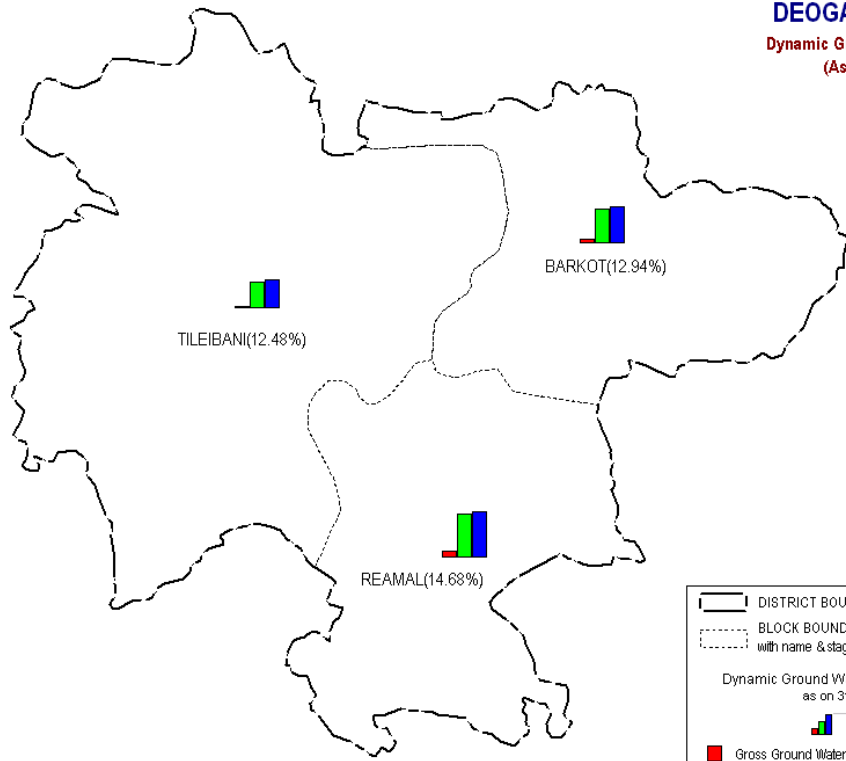 DEOGA
Dynamic G
(As
BARKOT(12.94%)
TILEIBANI(12.48%)
REAMAL(14.68%)
DISTRICT BOU
BLOCK BOUND
with name & stag
Dynamic Ground W
as on 3
Gross Ground Water